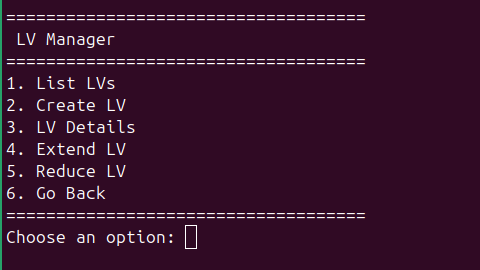 ====================================
 LV Manager
====================================
1. List LVs
2. Create LV
3. LV Details
4. Extend LV
5. Reduce LV
6. Go Back
====================================
Choose an option: